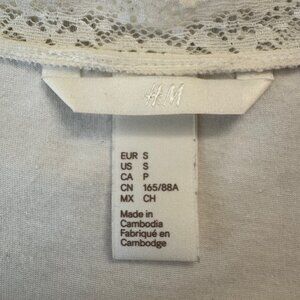 H&M
EUR S
US S
CA P
CN 165/88A
MX CH
Made in
Cambodia
Fabriqué en
Cambodge